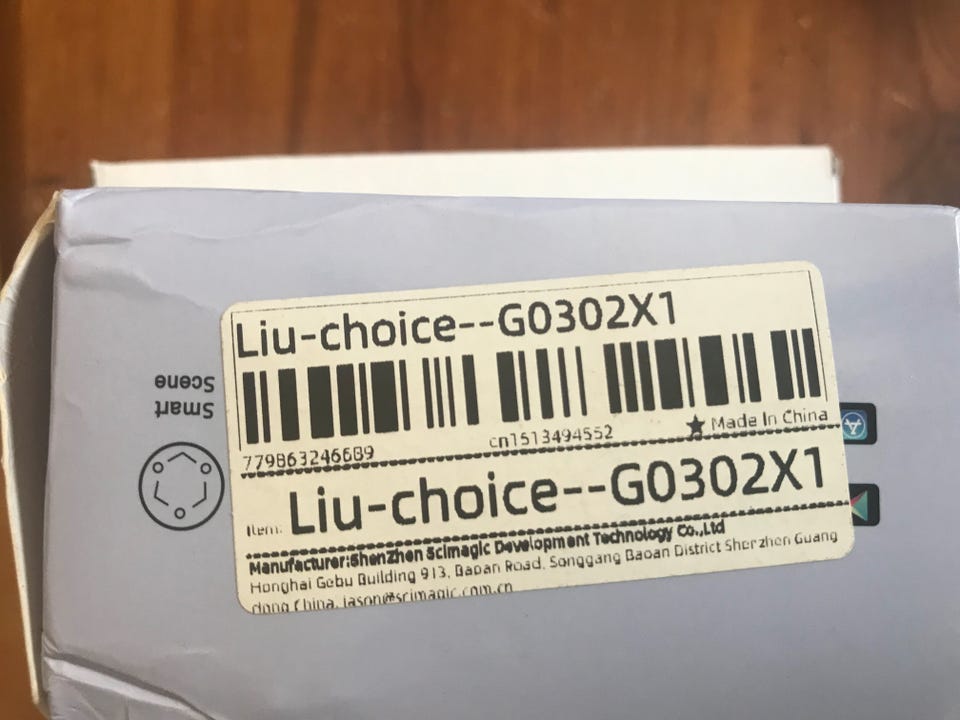 Liu-choice--G0302X1
779863246689
cn1513494552
★ Made In China
Item: Liu-choice--G0302X1
Manufacturer:Shenzhen Scimagic Development Technology Co.,Ltd
Honghai Gebu Building 913, Baoan Road, Songgang Baoan District Shenzhen Guang
dong China, jason@scimagic.com.cn
Smart
Scene